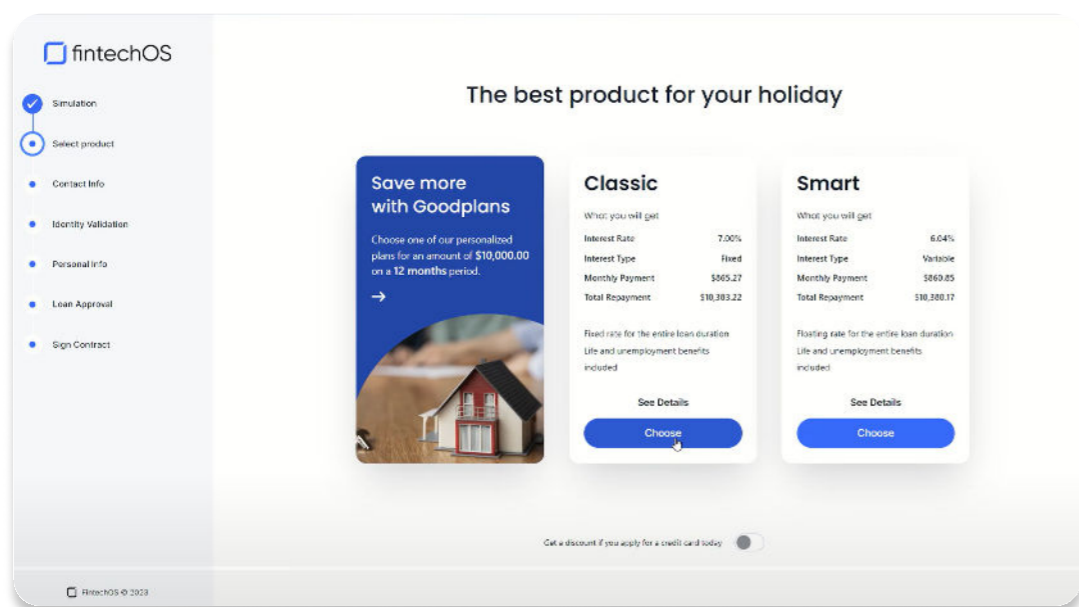 fintechOS
Simulation
Select product
Contact Info
Identity Validation
Personal Info
Loan Approval
Sign Contract
FintechOS © 2023
The best product for your holiday
Save more
with Goodplans
Choose one of our personalized
plans for an amount of $10,000.00
on a 12 months period.
Classic
What you will get
Interest Rate 7.00%
Interest Type Fixed
Monthly Payment $865.27
Total Repayment
Fixed rate for the entire loan duration
Life and unemployment benefits
included
See Details
Choose
Smart
What you will get
Interest Rate 6.04%
Interest Type Variable
Monthly Payment $860.85
Total Repayment
Floating rate for the entire loan duration
Life and unemployment benefits
included
See Details
Choose
Get a discount if you apply for a credit card today